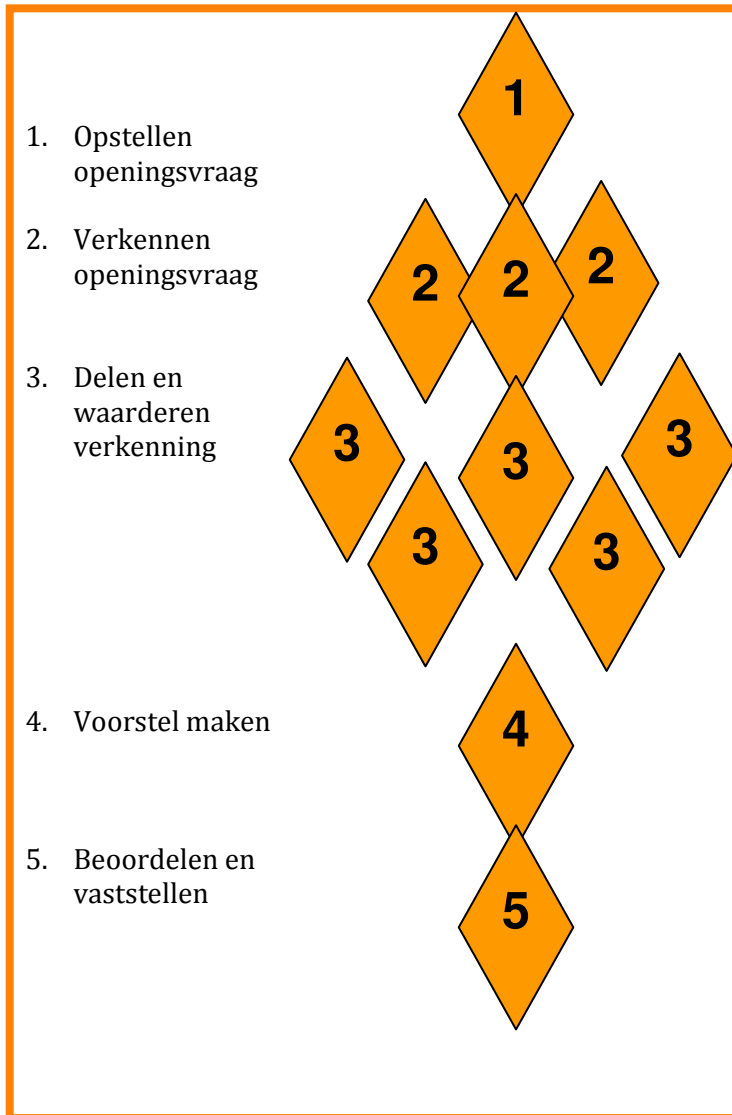 1
1. Opstellen
openingsvraag
2. Verkennen
openingsvraag
2 2 2
3. Delen en
waarderen
verkenning
3 3 3
3 3
4. Voorstel maken
4
5. Beoordelen en
vaststellen
5